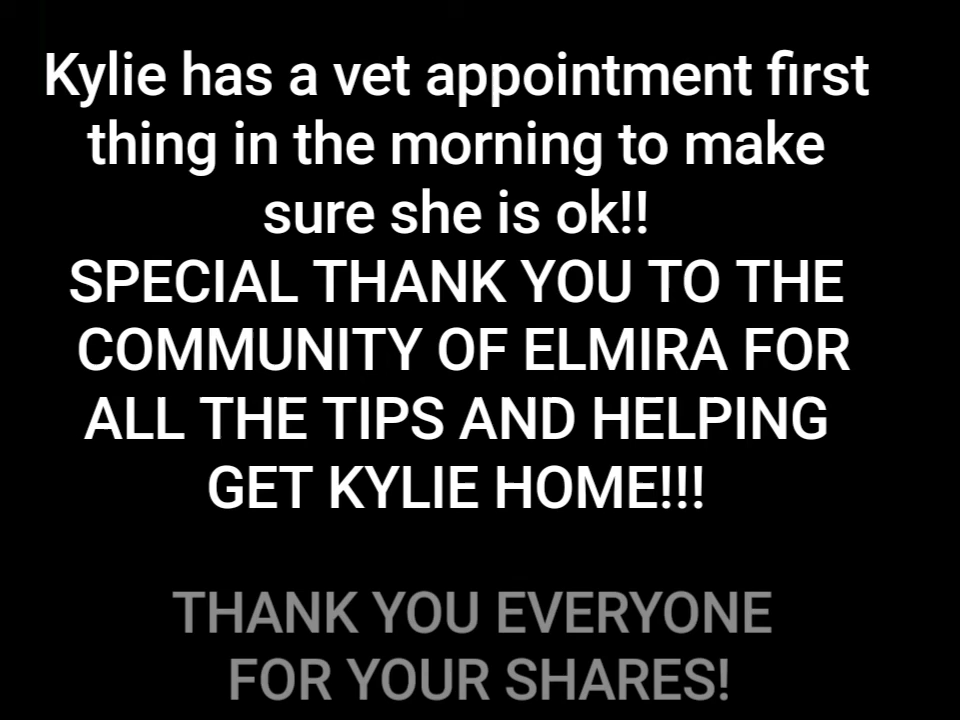 Kylie has a vet appointment first
thing in the morning to make
sure she is ok!!
SPECIAL THANK YOU TO THE
COMMUNITY OF ELMIRA FOR
ALL THE TIPS AND HELPING
GET KYLIE HOME!!!
THANK YOU EVERYONE
FOR YOUR SHARES!